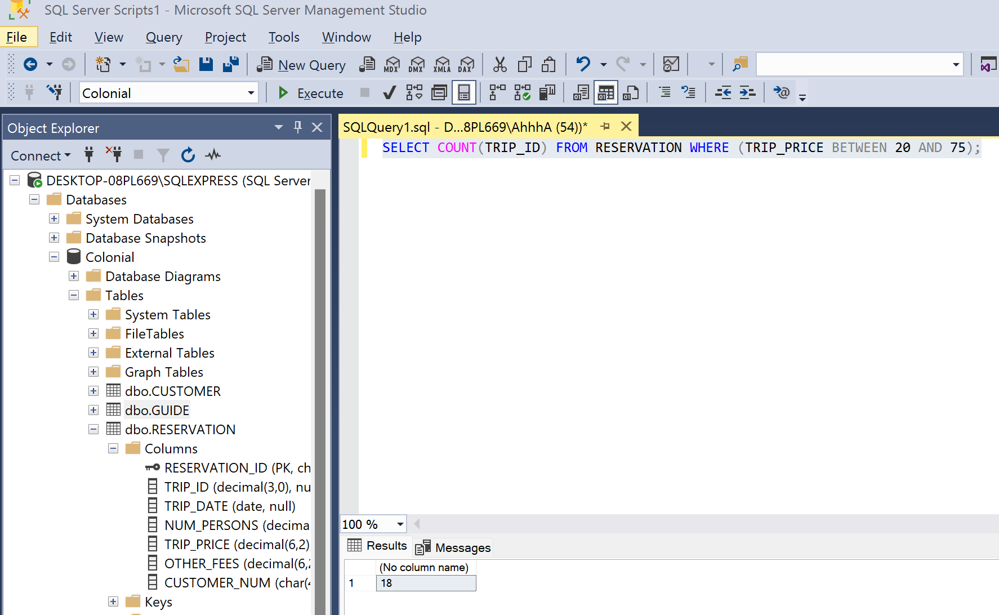 SQL Server Scripts1 - Microsoft SQL Server Management Studio
File Edit View Query Project Tools Window Help
New Query MDX DMX XMLA DAX
Colonial Execute
Object Explorer
SQLQuery1.sql - D...8PL669\AhhhA (54))*
Connect
SELECT COUNT(TRIP_ID) FROM RESERVATION WHERE (TRIP_PRICE BETWEEN 20 AND 75);
DESKTOP-08PL669\SQLEXPRESS (SQL Server
Databases
System Databases
Database Snapshots
Colonial
Database Diagrams
Tables
System Tables
FileTables
External Tables
Graph Tables
dbo.CUSTOMER
dbo.GUIDE
dbo.RESERVATION
Columns
RESERVATION_ID (PK, ch
TRIP_ID (decimal(3,0), nu
TRIP_DATE (date, null)
NUM_PERSONS (decima
TRIP_PRICE (decimal(6,2),
OTHER_FEES (decimal(6,2
CUSTOMER_NUM (char(4
Keys
100 %
Results Messages
(No column name)
1 18